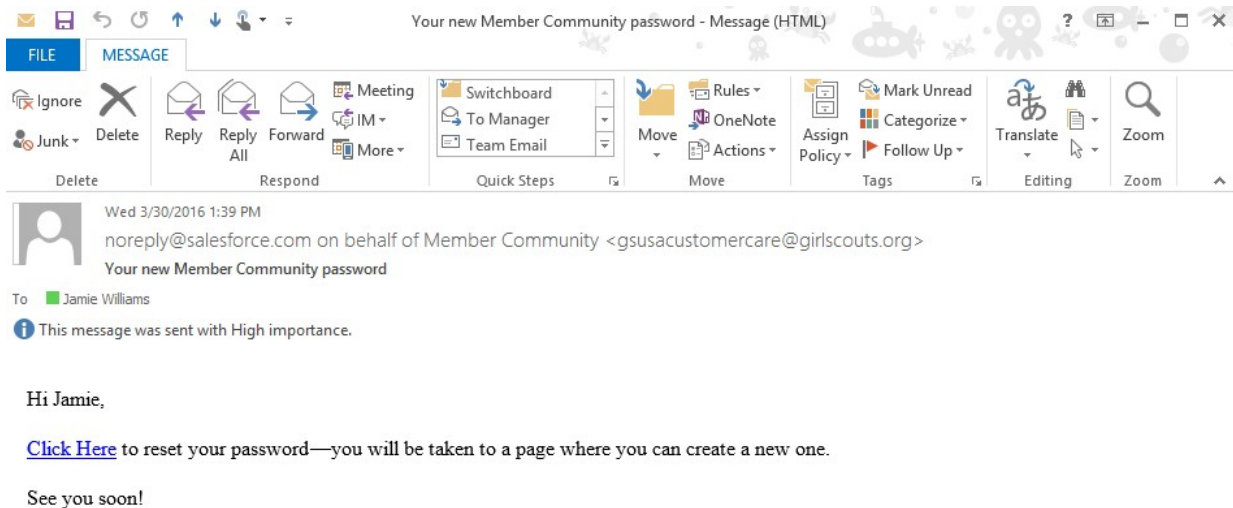 Your new Member Community password - Message (HTML)
?
FILE MESSAGE
Ignore
Junk
Delete
Reply
Reply All
Forward
Meeting
IM
More
Switchboard
To Manager
Team Email
Move
Rules
OneNote
Actions
Assign Policy
Mark Unread
Categorize
Follow Up
Translate
Zoom
Delete Respond Quick Steps Move Tags Editing Zoom
Wed 3/30/2016 1:39 PM
noreply@salesforce.com on behalf of Member Community <gsusacustomercare@girlscouts.org>
Your new Member Community password
To Jamie Williams
This message was sent with High importance.
Hi Jamie,
Click Here to reset your password—you will be taken to a page where you can create a new one.
See you soon!